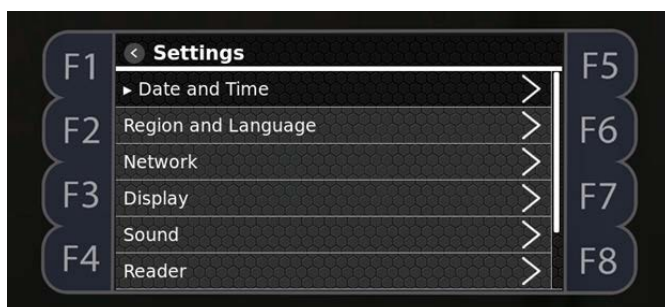 F1
F2
F3
F4
Settings
Date and Time
Region and Language
Network
Display
Sound
Reader
F5
F6
F7
F8